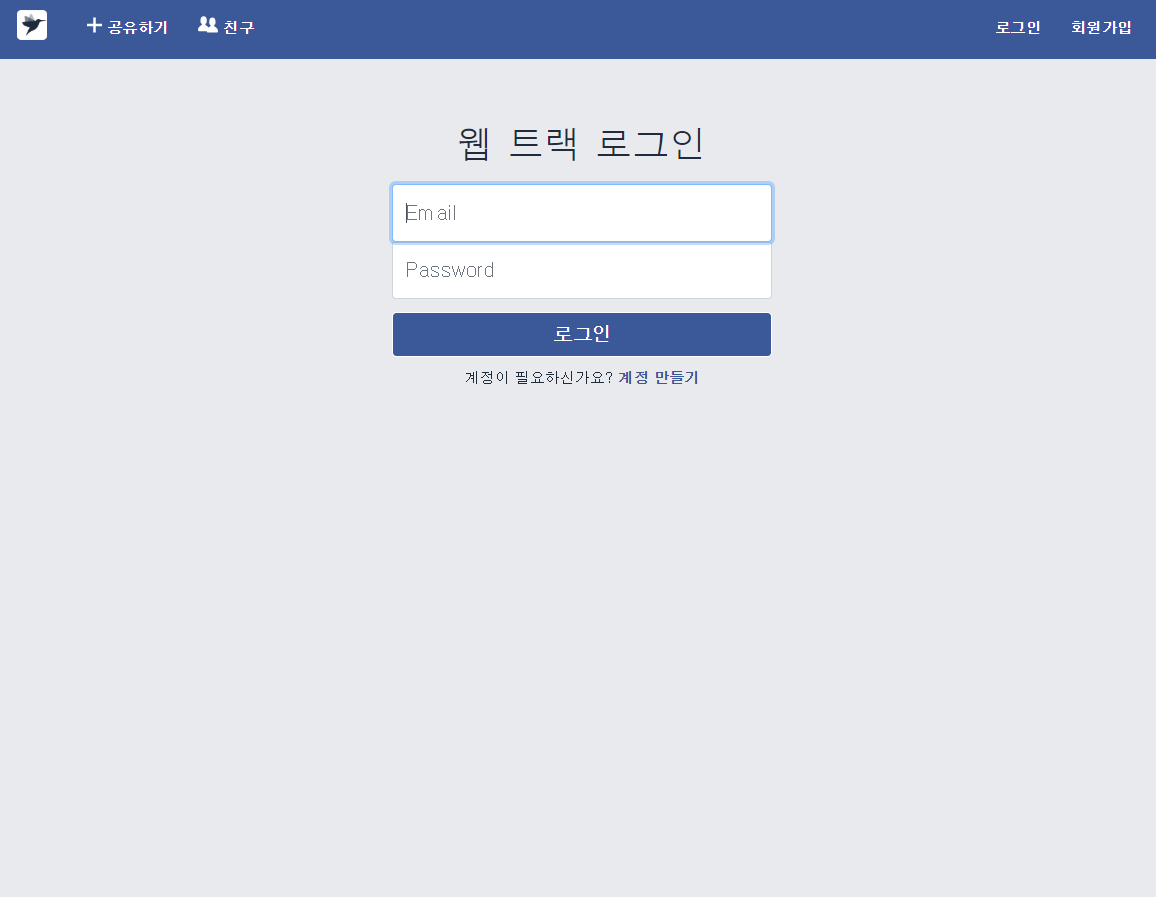 공유하기 친구 로그인 회원가입
웹 트랙 로그인
Email
Password
로그인
계정이 필요하신가요? 계정 만들기